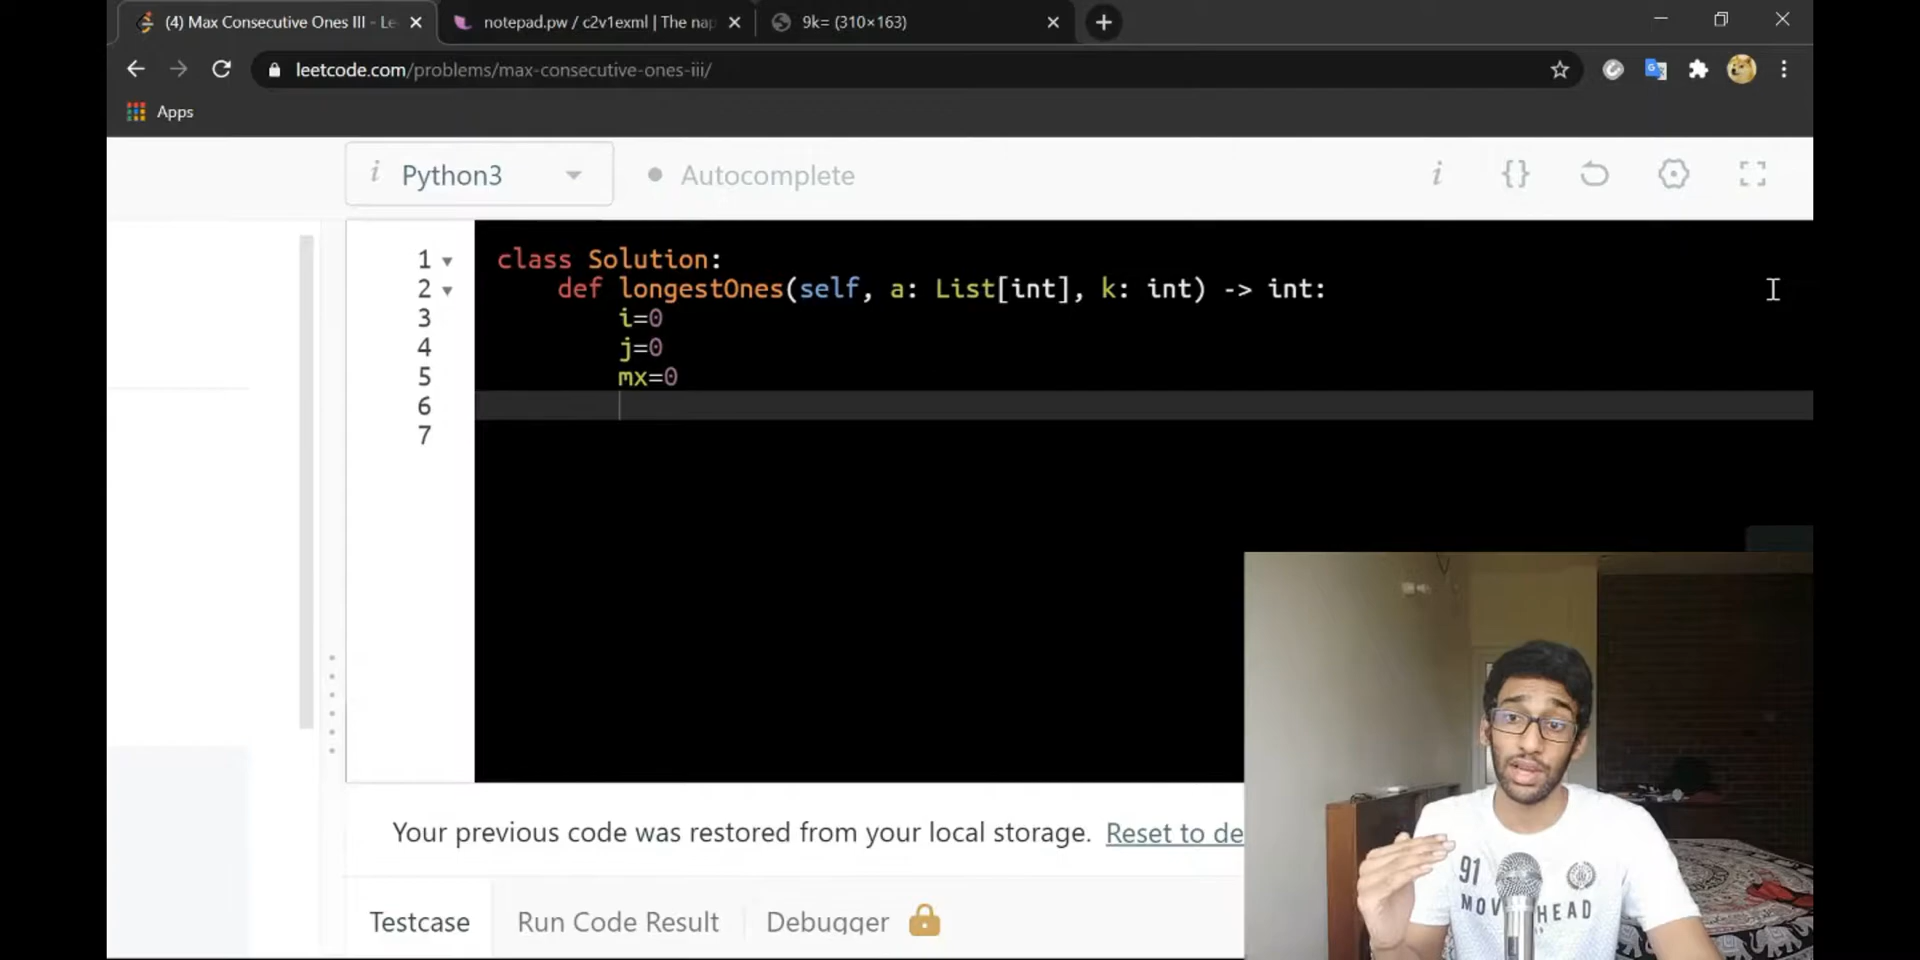 (4) Max Consecutive Ones III - Le
notepad.pw / c2v1exml | The nap
9k= (310×163)
leetcode.com/problems/max-consecutive-ones-iii/
Apps
i Python3
Autocomplete
i {}
1 class Solution:
2 def longestOnes(self, a: List[int], k: int) -> int:
3 i=0
4 j=0
5 mx=0
6
7
Your previous code was restored from your local storage. Reset to de
Testcase
Run Code Result
Debugger
91
MOV HEAD